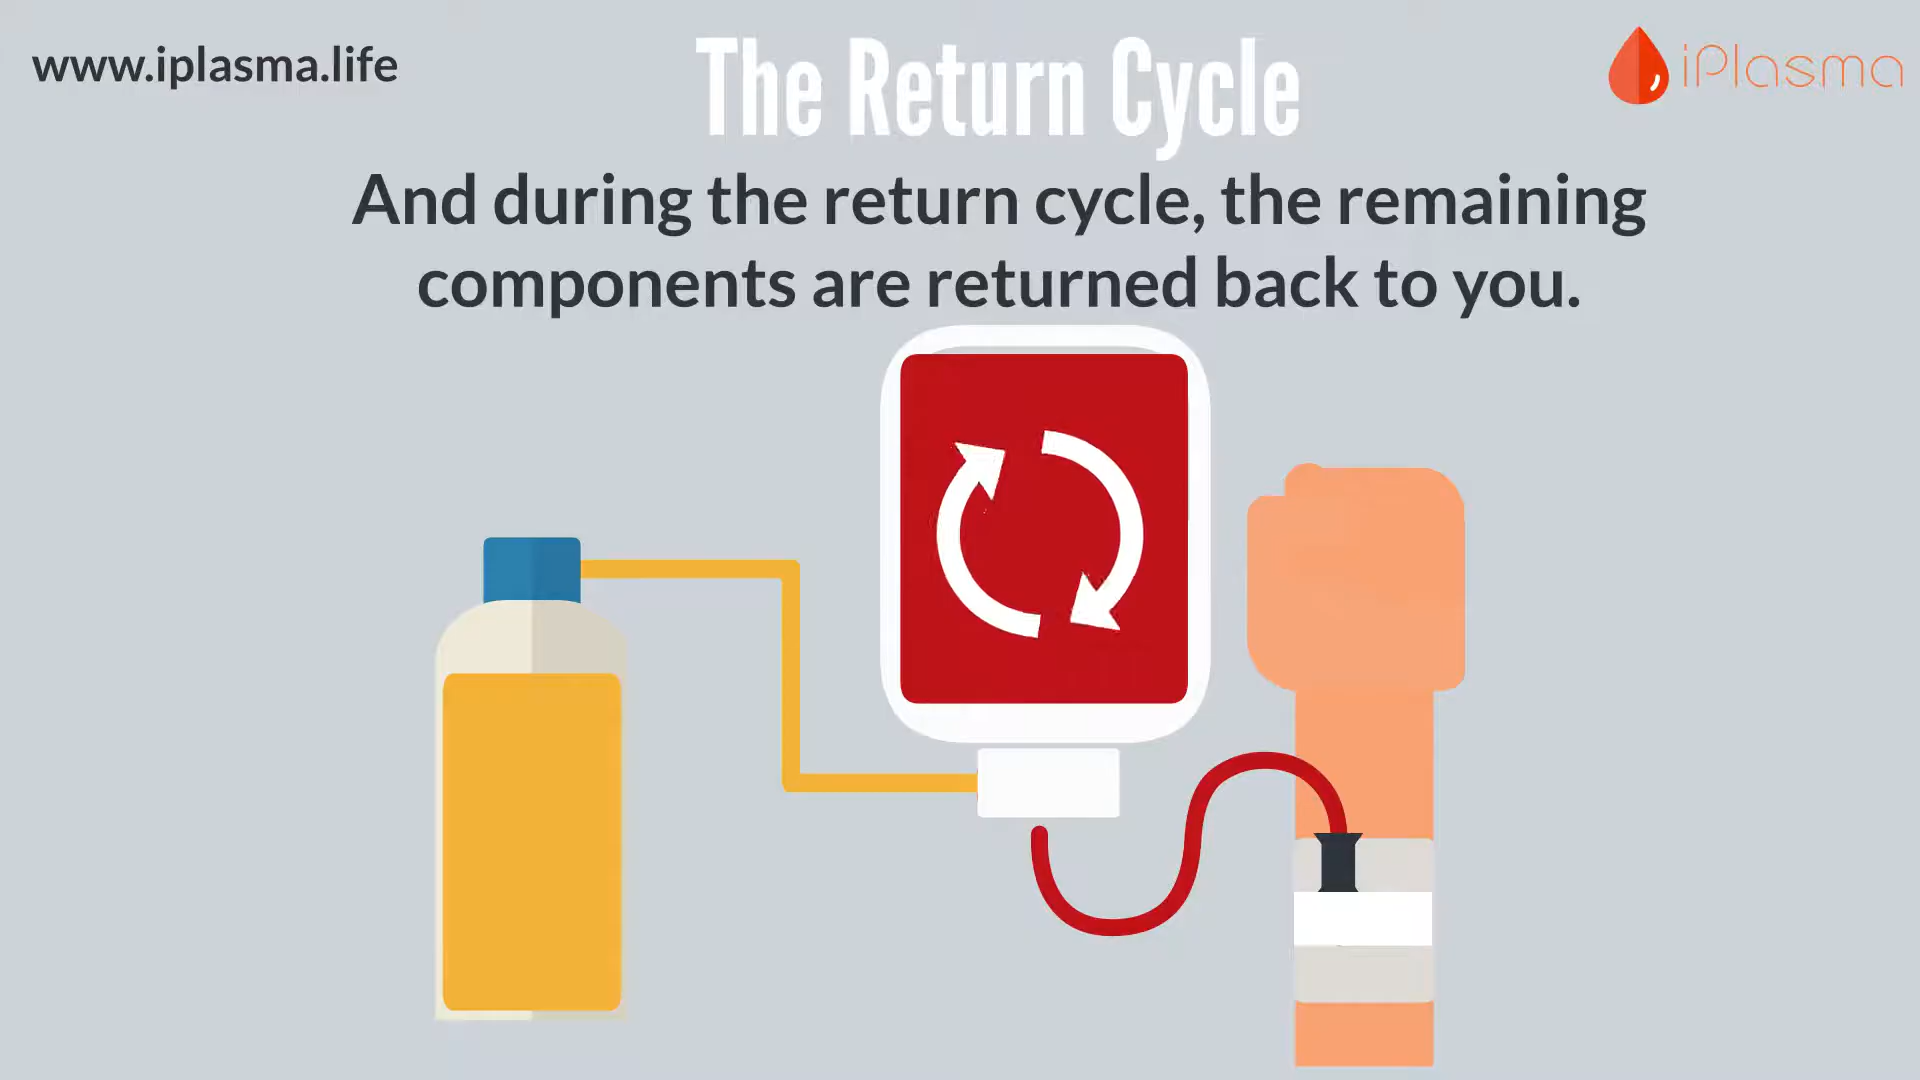 www.iplasma.life
The Return Cycle
iPlasma
And during the return cycle, the remaining
components are returned back to you.